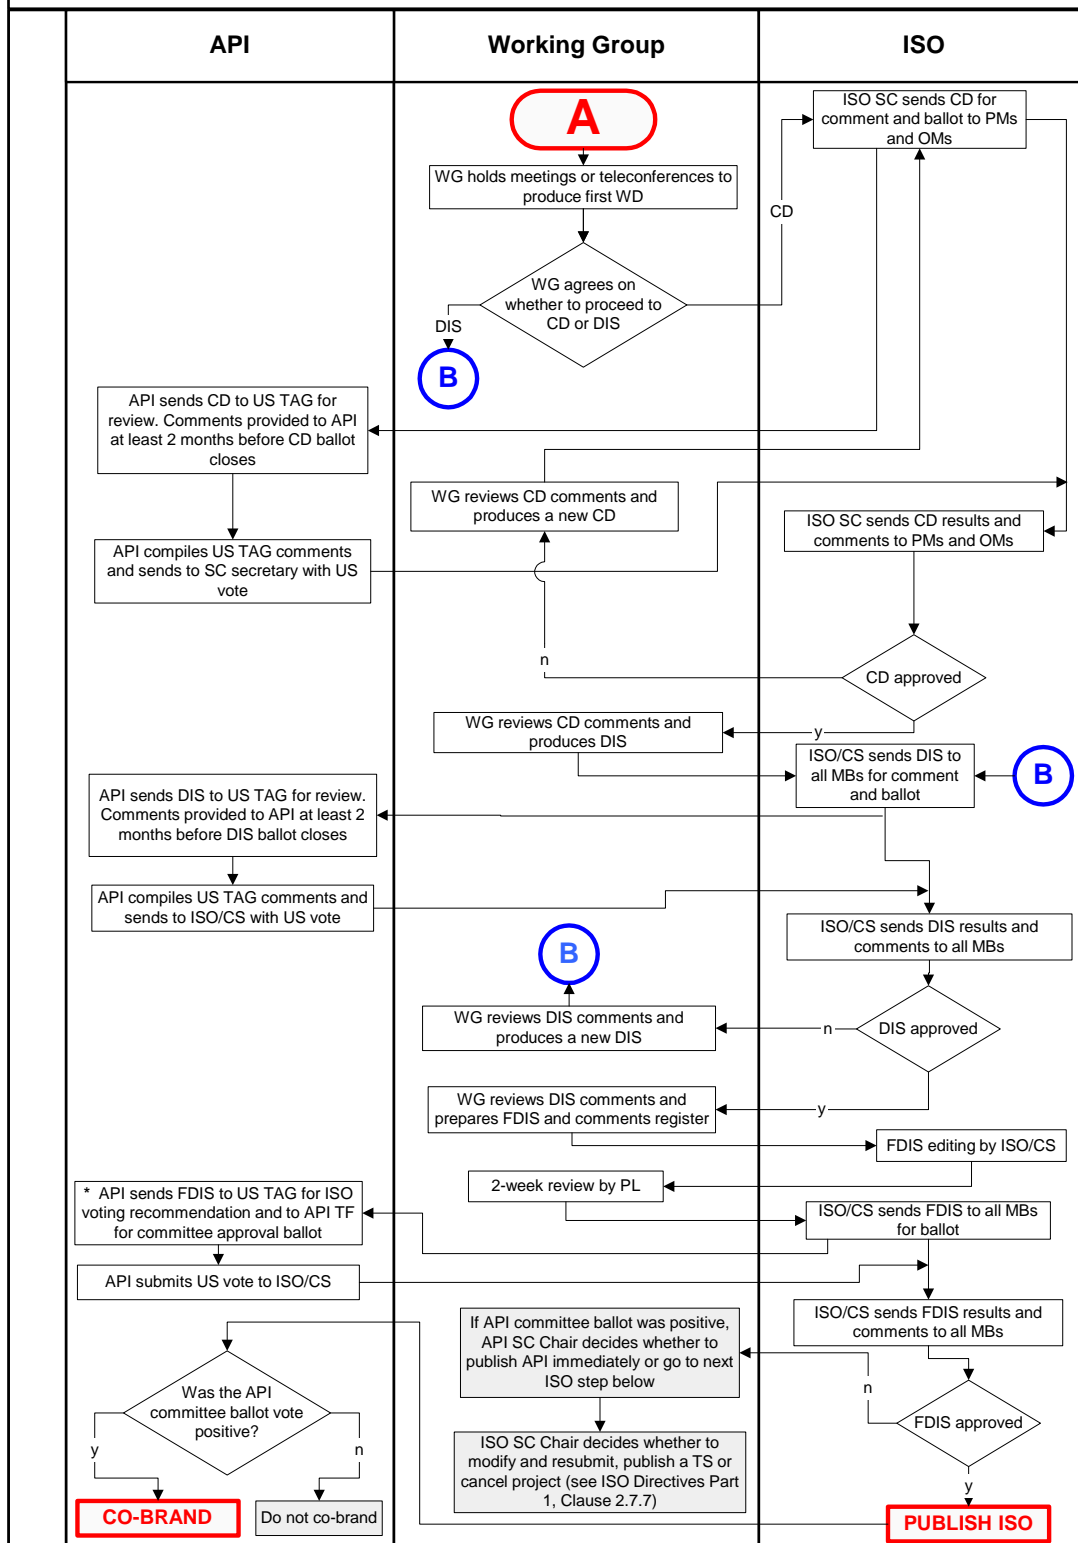 API
Working Group
ISO
A
ISO SC sends CD for
comment and ballot to PMs
and OMs
WG holds meetings or teleconferences to
produce first WD
CD
WG agrees on
whether to proceed to
CD or DIS
DIS
B
API sends CD to US TAG for
review. Comments provided to API
at least 2 months before CD ballot
closes
WG reviews CD comments and
produces a new CD
ISO SC sends CD results and
comments to PMs and OMs
API compiles US TAG comments
and sends to SC secretary with US
vote
n
CD approved
WG reviews CD comments and
produces DIS
y
ISO/CS sends DIS to
all MBs for comment
and ballot
B
API sends DIS to US TAG for review.
Comments provided to API at least 2
months before DIS ballot closes
API compiles US TAG comments and
sends to ISO/CS with US vote
ISO/CS sends DIS results and
comments to all MBs
B
WG reviews DIS comments and
produces a new DIS
n
DIS approved
WG reviews DIS comments and
prepares FDIS and comments register
y
FDIS editing by ISO/CS
2-week review by PL
* API sends FDIS to US TAG for ISO
voting recommendation and to API TF
for committee approval ballot
ISO/CS sends FDIS to all MBs
for ballot
API submits US vote to ISO/CS
ISO/CS sends FDIS results and
comments to all MBs
If API committee ballot was positive,
API SC Chair decides whether to
publish API immediately or go to next
ISO step below
Was the API
committee ballot vote
positive?
n
FDIS approved
y
n
ISO SC Chair decides whether to
modify and resubmit, publish a TS or
cancel project (see ISO Directives Part
1, Clause 2.7.7)
y
CO-BRAND
Do not co-brand
PUBLISH ISO